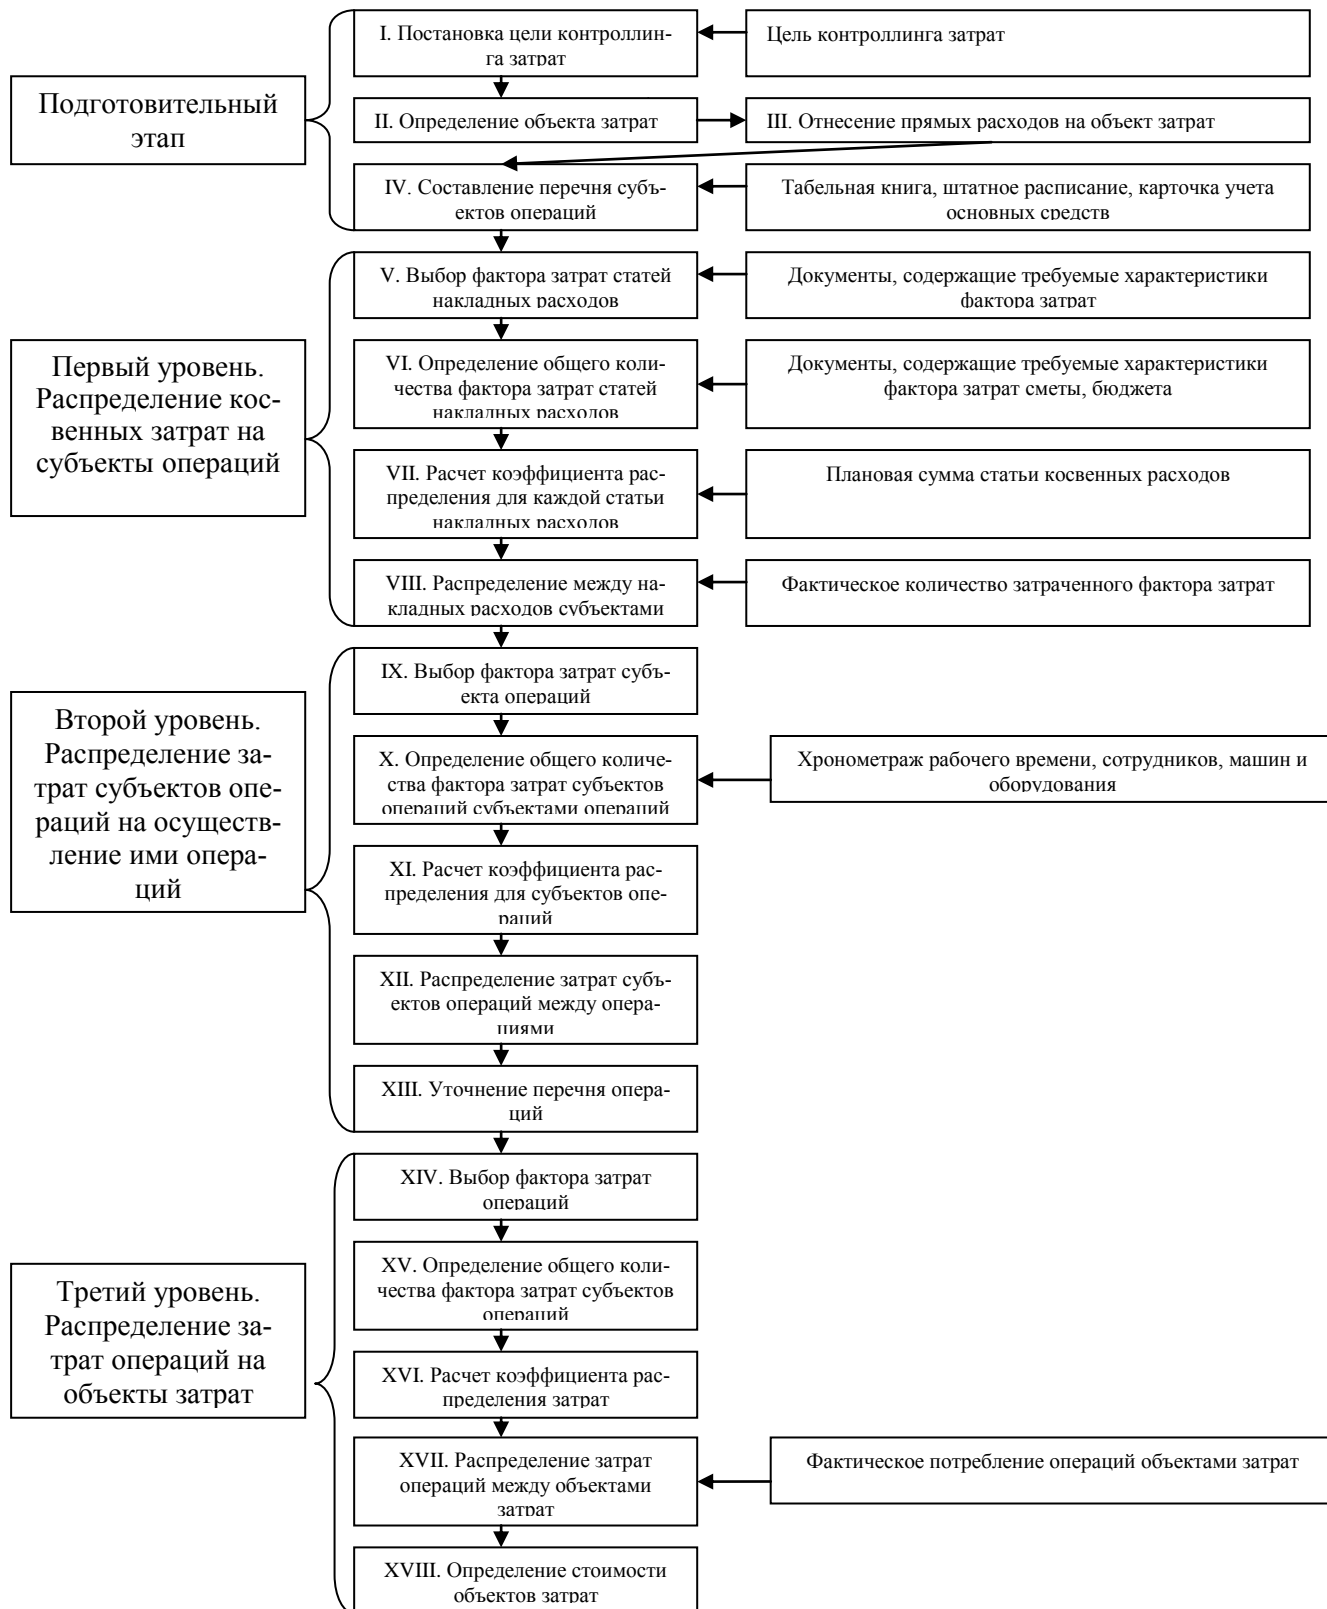 Подготовительный
этап
I. Постановка цели контроллин-
га затрат
Цель контроллинга затрат
II. Определение объекта затрат
III. Отнесение прямых расходов на объект затрат
IV. Составление перечня субъ-
ектов операций
Табельная книга, штатное расписание, карточка учета
основных средств
Первый уровень.
Распределение кос-
венных затрат на
субъекты операций
V. Выбор фактора затрат статей
накладных расходов
Документы, содержащие требуемые характеристики
фактора затрат
VI. Определение общего коли-
чества фактора затрат статей
накладных расходов
Документы, содержащие требуемые характеристики
фактора затрат сметы, бюджета
VII. Расчет коэффициента рас-
пределения для каждой статьи
накладных расходов
Плановая сумма статьи косвенных расходов
VIII. Распределение между на-
кладных расходов субъектами
Фактическое количество затраченного фактора затрат
Второй уровень.
Распределение за-
трат субъектов опе-
раций на осуществ-
ление ими опера-
ций
IX. Выбор фактора затрат субъ-
екта операций
X. Определение общего количе-
ства фактора затрат субъектов
операций субъектами операций
Хронометраж рабочего времени, сотрудников, машин и
оборудования
XI. Расчет коэффициента рас-
пределения для субъектов опе-
раций
XII. Распределение затрат субъ-
ектов операций между опера-
циями
XIII. Уточнение перечня опера-
ций
Третий уровень.
Распределение за-
трат операций на
объекты затрат
XIV. Выбор фактора затрат
операций
XV. Определение общего коли-
чества фактора затрат субъектов
операций
XVI. Расчет коэффициента рас-
пределения затрат
XVII. Распределение затрат
операций между объектами
затрат
Фактическое потребление операций объектами затрат
XVIII. Определение стоимости
объектов затрат